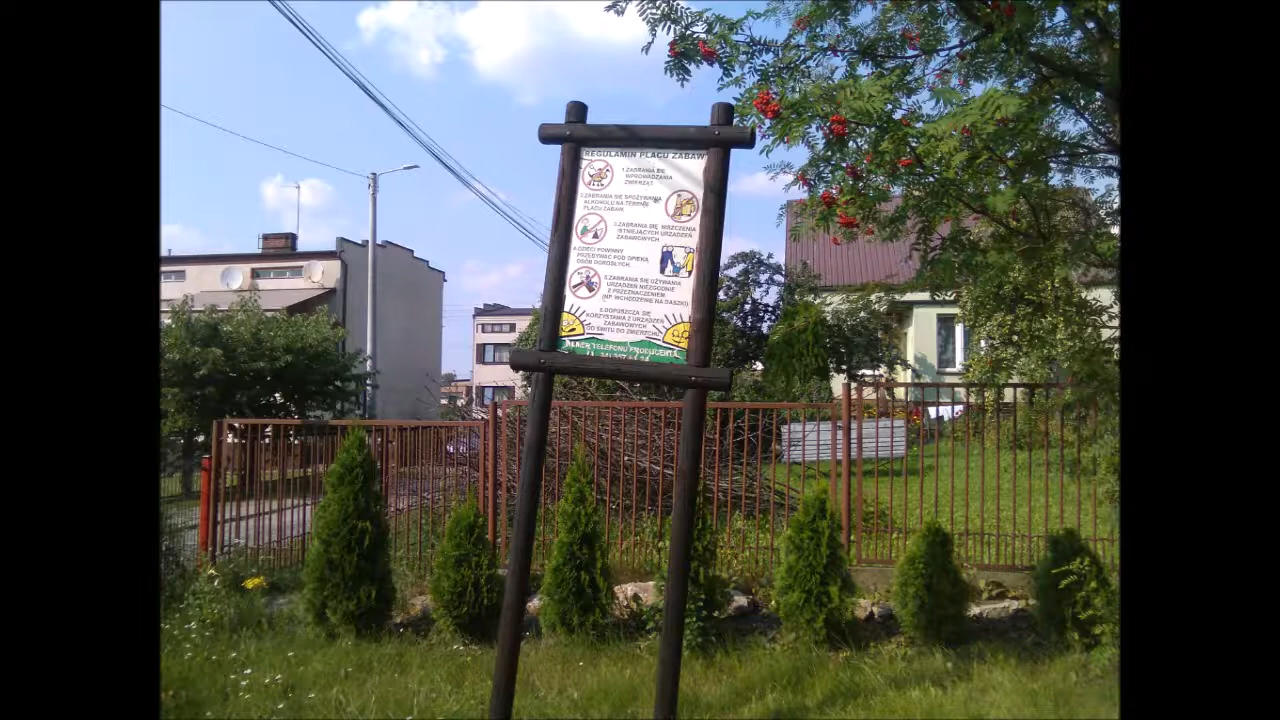 REGULAMIN PLACU ZABAW
1.ZABRANIA SIĘ
WPROWADZANIA
ZWIERZĄT.
2.ZABRANIA SIĘ SPOŻYWANIA
ALKOHOLU NA TERENIE
PLACU ZABAW.
3.ZABRANIA SIĘ NISZCZENIA
ISTNIEJĄCYCH URZĄDZEŃ
ZABAWOWYCH.
4.DZIECI POWINNY
PRZEBYWAĆ POD OPIEKĄ
OSÓB DOROSŁYCH.
5.ZABRANIA SIĘ UŻYWANIA
URZĄDZEŃ NIEZGODNIE
Z PRZEZNACZENIEM
(NP. WCHODZENIE NA DASZKI)
6.DOPUSZCZA SIĘ
KORZYSTANIA Z URZĄDZEŃ
ZABAWOWYCH
OD ŚWITU DO ZMIERZCHU
NUMER TELEFONU PRODUCENTA